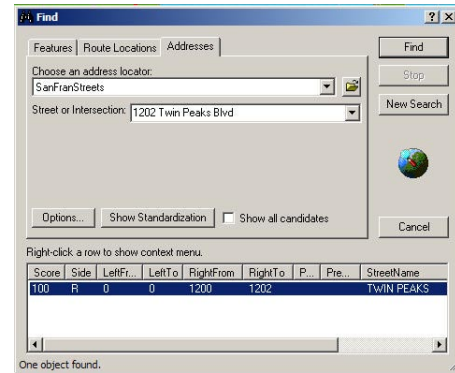 Find
Features Route Locations Addresses
Find
Choose an address locator:
SanFranStreets
Stop
Street or Intersection: 1202 Twin Peaks Blvd
New Search
Options... Show Standardization Show all candidates
Cancel
Right-click a row to show context menu.
Score Side LeftFr... LeftTo RightFrom RightTo P... Pre... StreetName
100 R 0 0 1200 1202 TWIN PEAKS
One object found.